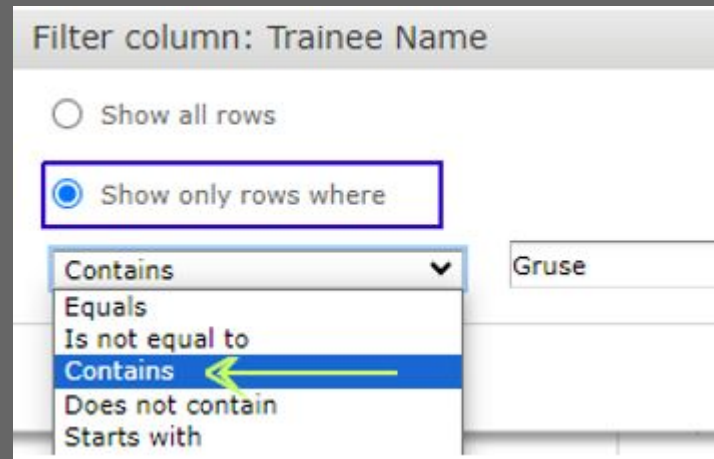 Filter column: Trainee Name
Show all rows
Show only rows where
Contains
Gruse
Equals
Is not equal to
Contains
Does not contain
Starts with